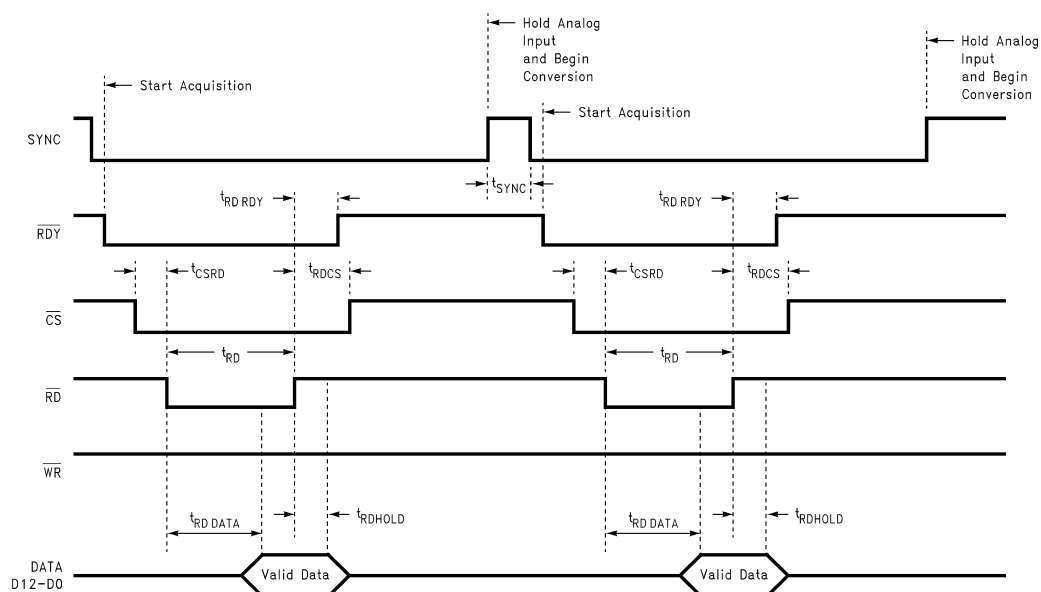 Hold Analog
Input
and Begin
Conversion
Hold Analog
Input
and Begin
Conversion
Start Acquisition
Start Acquisition
SYNC
tSYNC
tRD RDY
tRD RDY
RDY
tCSRD
tRDCS
tCSRD
tRDCS
CS
tRD
tRD
RD
WR
tRD DATA
tRDHOLD
tRD DATA
tRDHOLD
DATA
D12-D0
Valid Data
Valid Data